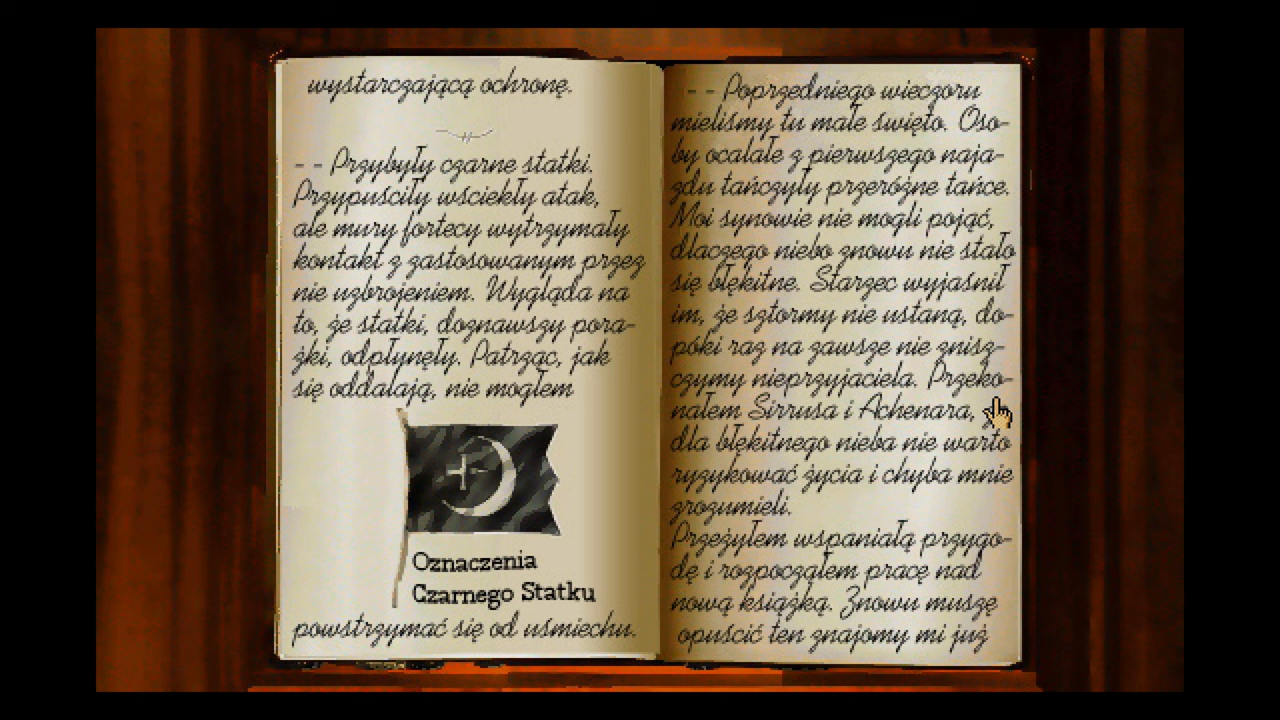 wystarczającą ochronę.
- - Przybyły czarne statki.
Przypuściły wściekły atak,
ale mury fortecy wytrzymały
kontakt z zastosowanym przez
nie uzbrojeniem. Wygląda na
to, że statki, doznawszy pora-
żki, odpłynęły. Patrząc, jak
się oddalają, nie mogłem
Oznaczenia
Czarnego Statku
powstrzymać się od uśmiechu.
- - Poprzedniego wieczoru
mieliśmy tu małe święto. Oso-
by ocalałe z pierwszego naja-
zdu tańczyły przeróżne tańce.
Moi synowie nie mogli pojąć,
dlaczego niebo znowu nie stało
się błękitne. Starzec wyjaśnił
im, że sztormy nie ustaną, do-
póki raz na zawsze nie znisz-
czymy nieprzyjaciela. Przeko-
nałem Sirrusa i Achenara,
dla błękitnego nieba nie warto
ryzykować życia i chyba mnie
zrozumieli.
Przeżyłem wspaniałą przygo-
dę i rozpocząłem pracę nad
nową książką. Znowu muszę
opuścić ten znajomy mi już